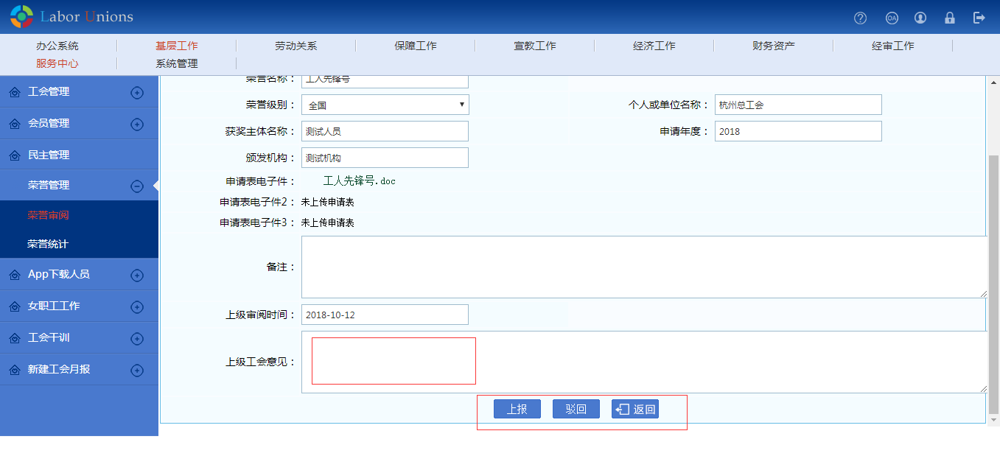 Labor Unions
OA
办公系统 基层工作 劳动关系 保障工作 宣教工作 经济工作 财务资产 经审工作
服务中心 系统管理
工会管理
会员管理
民主管理
荣誉管理
荣誉审阅
荣誉统计
App下载人员
女职工工作
工会干训
新建工会月报
荣誉名称： 工人先锋号
荣誉级别： 全国 个人或单位名称： 杭州总工会
获奖主体名称： 测试人员 申请年度： 2018
颁发机构： 测试机构
申请表电子件： 工人先锋号.doc
申请表电子件2： 未上传申请表
申请表电子件3： 未上传申请表
备注：
上级审阅时间： 2018-10-12
上级工会意见：
上报 驳回 返回